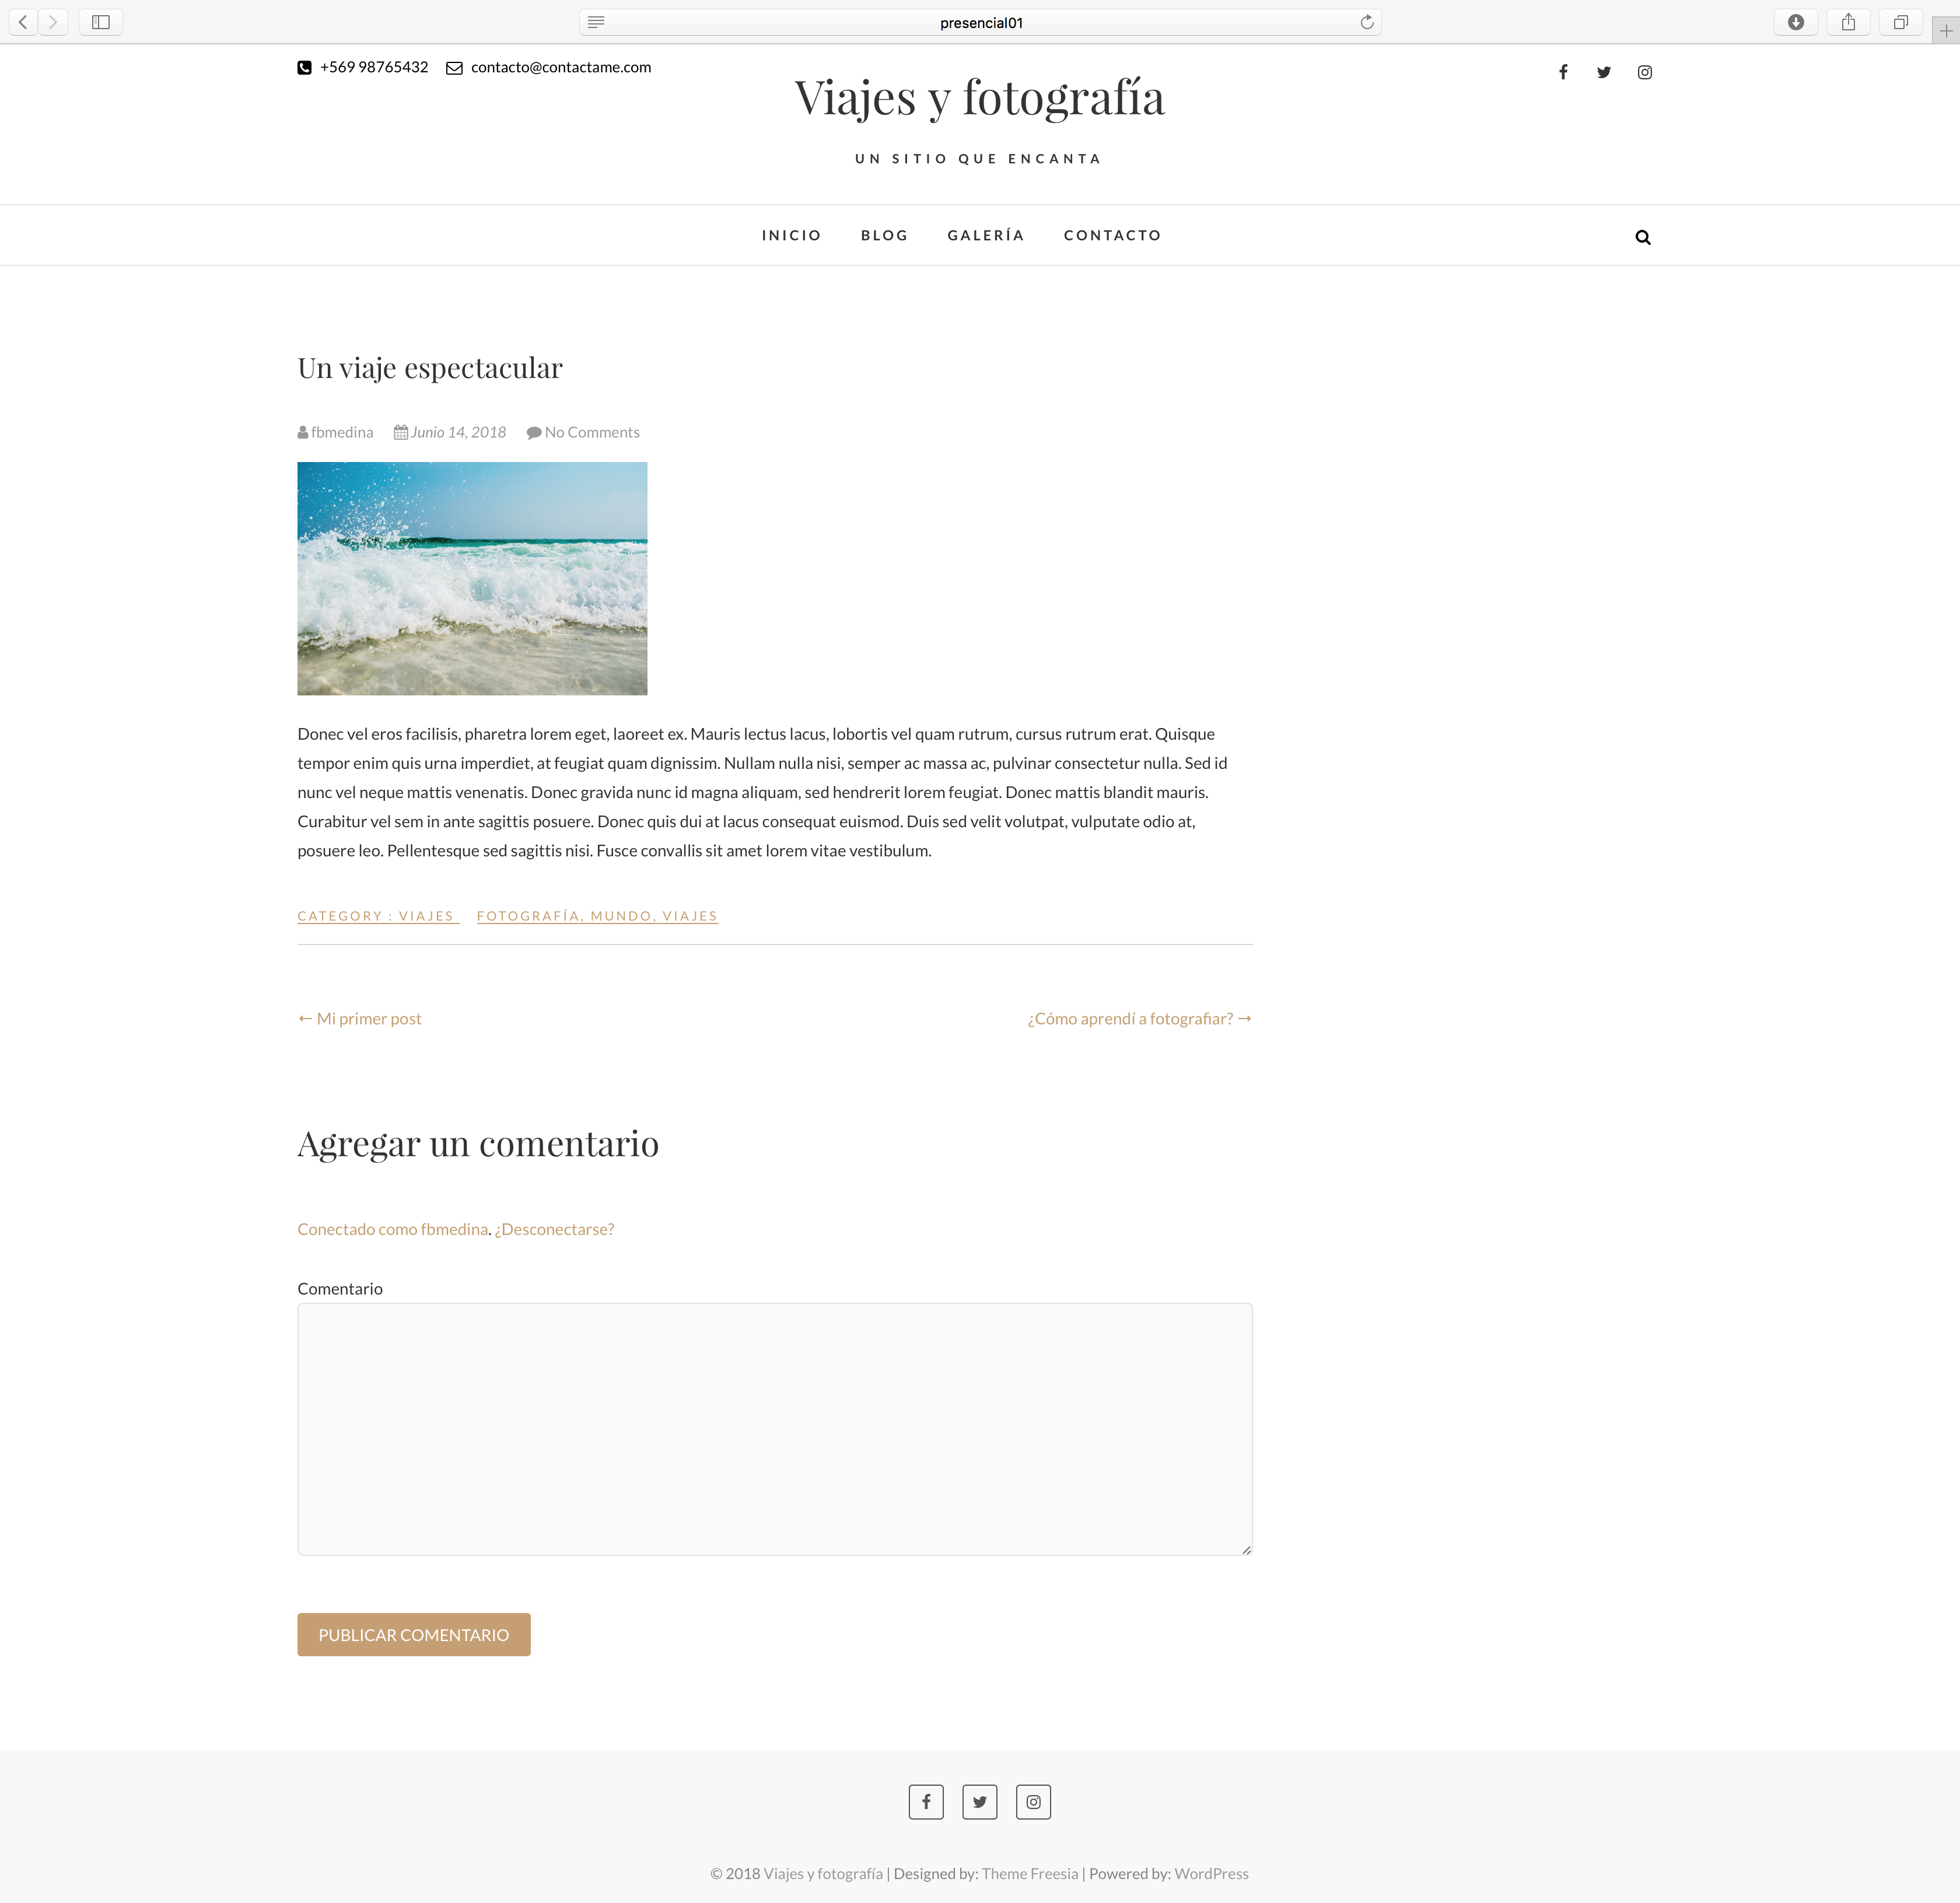 presencial01
+569 98765432 contacto@contactame.com
Viajes y fotografía
UN SITIO QUE ENCANTA
INICIO BLOG GALERÍA CONTACTO
Un viaje espectacular
fbmedina Junio 14, 2018 No Comments
Donec vel eros facilisis, pharetra lorem eget, laoreet ex. Mauris lectus lacus, lobortis vel quam rutrum, cursus rutrum erat. Quisque
tempor enim quis urna imperdiet, at feugiat quam dignissim. Nullam nulla nisi, semper ac massa ac, pulvinar consectetur nulla. Sed id
nunc vel neque mattis venenatis. Donec gravida nunc id magna aliquam, sed hendrerit lorem feugiat. Donec mattis blandit mauris.
Curabitur vel sem in ante sagittis posuere. Donec quis dui at lacus consequat euismod. Duis sed velit volutpat, vulputate odio at,
posuere leo. Pellentesque sed sagittis nisi. Fusce convallis sit amet lorem vitae vestibulum.
CATEGORY : VIAJES FOTOGRAFÍA, MUNDO, VIAJES
← Mi primer post ¿Cómo aprendí a fotografiar? →
Agregar un comentario
Conectado como fbmedina. ¿Desconectarse?
Comentario
PUBLICAR COMENTARIO
© 2018 Viajes y fotografía | Designed by: Theme Freesia | Powered by: WordPress